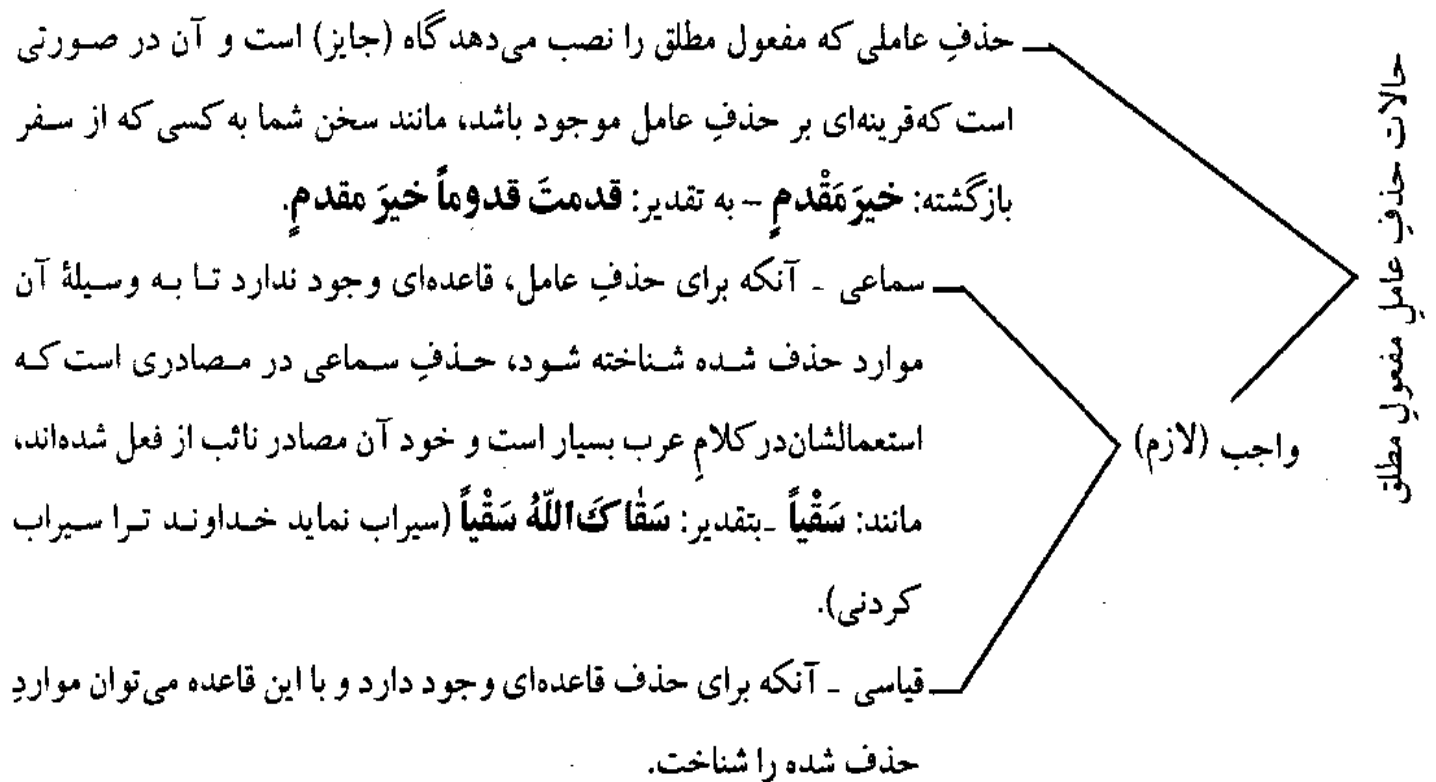 حالات حذفِ عاملِ مفعولِ مطلق
حذفِ عاملی که مفعول مطلق را نصب می‌دهد گاه (جایز) است و آن در صورتی
است که‌قرینه‌ای بر حذفِ عامل موجود باشد، مانند سخن شما به کسی که از سفر
بازگشته: خیرَ مَقْدمٍ – به تقدیر: قدمتَ قدوماً خیرَ مقدمٍ.
واجب (لازم)
سماعی ـ آنکه برای حذفِ عامل، قاعده‌ای وجود ندارد تا به وسیلهٔ آن
موارد حذف شده شناخته شود، حذفِ سماعی در مصادری است که
استعمالشان‌در کلامِ عرب بسیار است و خود آن مصادر نائب از فعل شده‌اند،
مانند: سَقْیاً ـ بتقدیر: سَقٰا کَ‌اللّهُ سَقْیاً (سیراب نماید خداوند ترا سیراب
کردنی).
قیاسی ـ آنکه برای حذف قاعده‌ای وجود دارد و با این قاعده می‌توان مواردِ
حذف شده را شناخت.